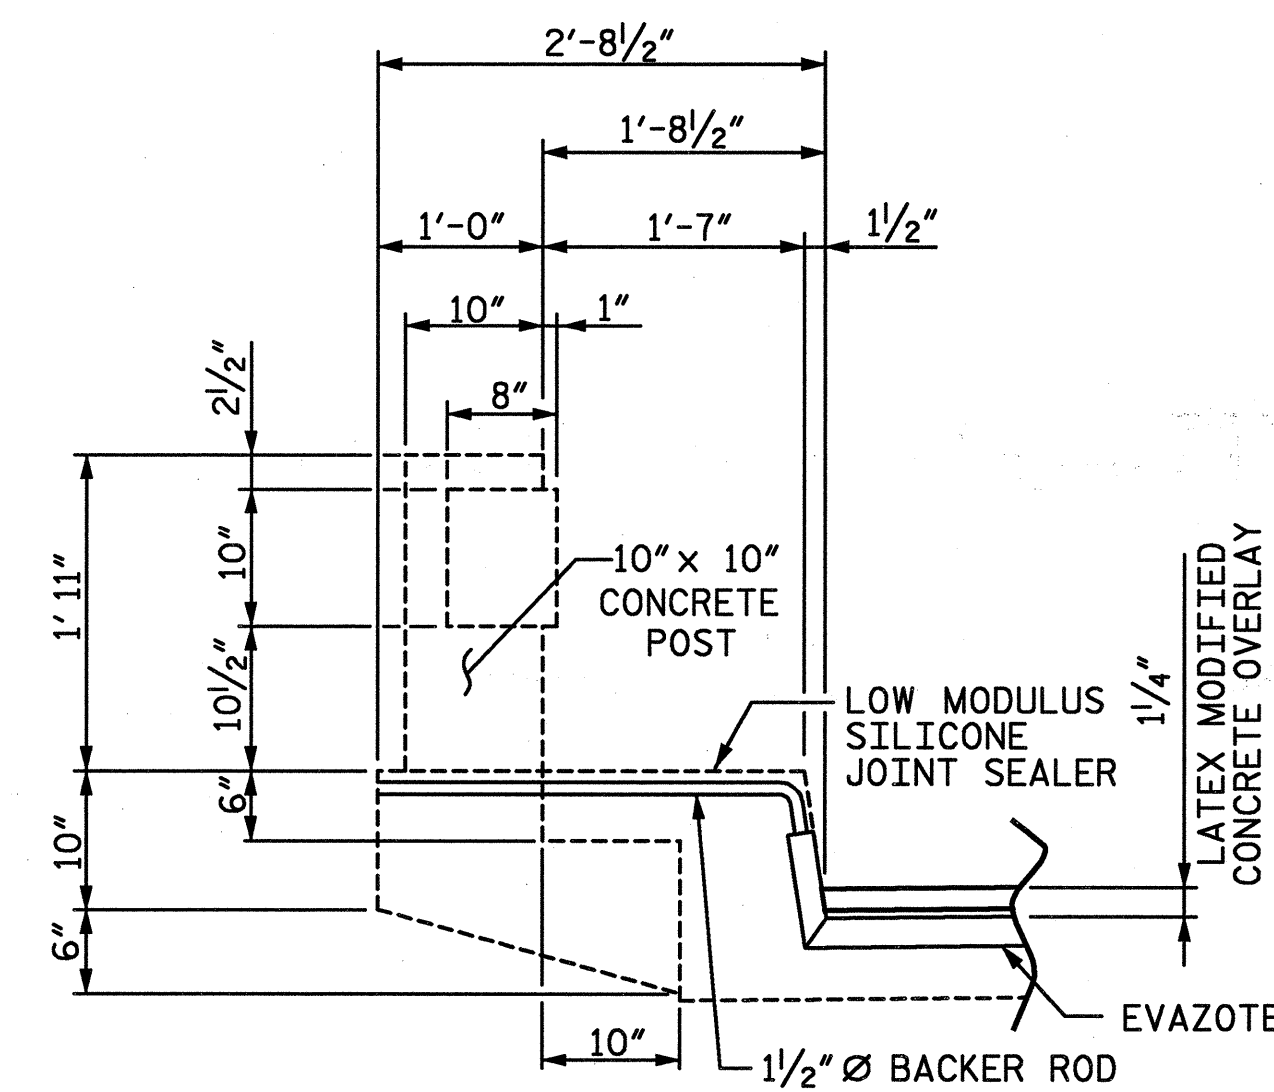 2'-8½"
1'-8½"
1'-0"
1'-7"
1½"
10"
1"
2½"
8"
1' 11"
10"
10" x 10"
CONCRETE
POST
10½"
LOW MODULUS
SILICONE
JOINT SEALER
1¼"
LATEX MODIFIED
CONCRETE OVERLAY
6"
10"
6"
EVAZOTE
10"
1½" Ø BACKER ROD